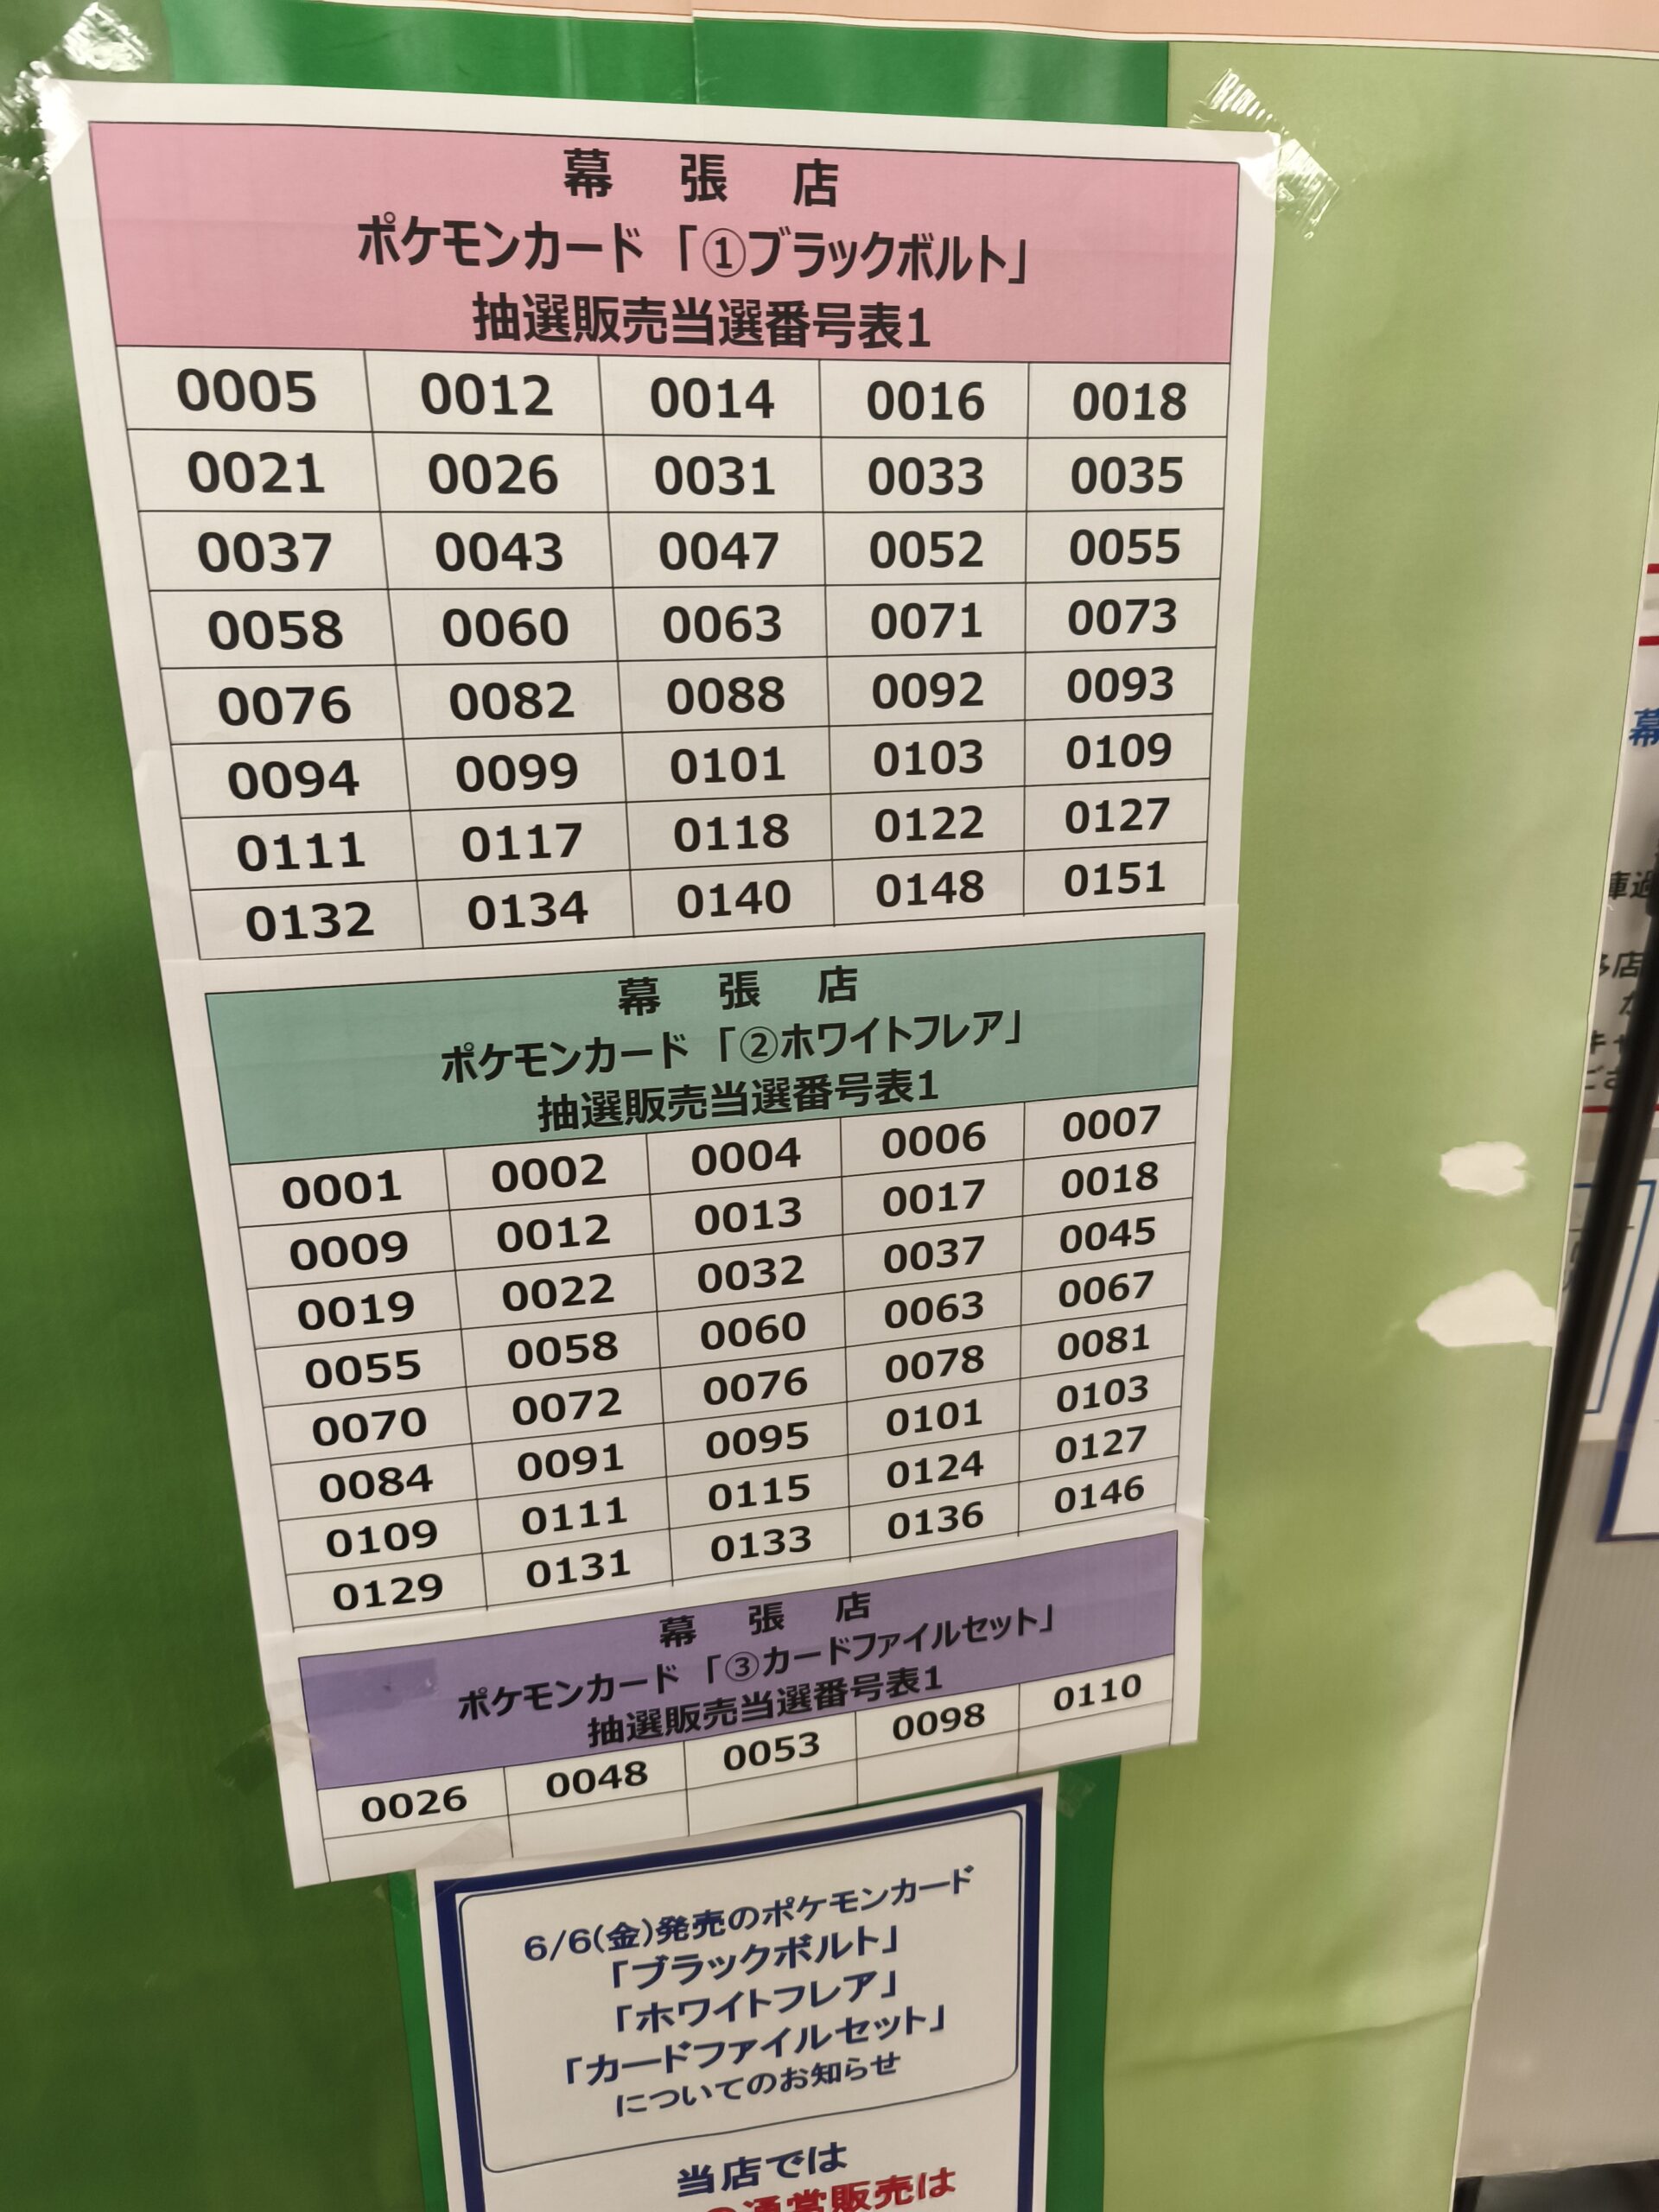 幕 張 店
ポケモンカード「①ブラックボルト」
抽選販売当選番号表1
0005 0012 0014 0016 0018
0021 0026 0031 0033 0035
0037 0043 0047 0052 0055
0058 0060 0063 0071 0073
0076 0082 0088 0092 0093
0094 0099 0101 0103 0109
0111 0117 0118 0122 0127
0132 0134 0140 0148 0151
幕 張 店
ポケモンカード「②ホワイトフレア」
抽選販売当選番号表1
0001 0002 0004 0006 0007
0009 0012 0013 0017 0018
0019 0022 0032 0037 0045
0055 0058 0060 0063 0067
0070 0072 0076 0078 0081
0084 0091 0095 0101 0103
0109 0111 0115 0124 0127
0129 0131 0133 0136 0146
幕 張 店
ポケモンカード「③カードファイルセット」
抽選販売当選番号表1
0026 0048 0053 0098 0110
6/6(金)発売のポケモンカード
「ブラックボルト」
「ホワイトフレア」
「カードファイルセット」
についてのお知らせ
当店では
通常販売は
幕